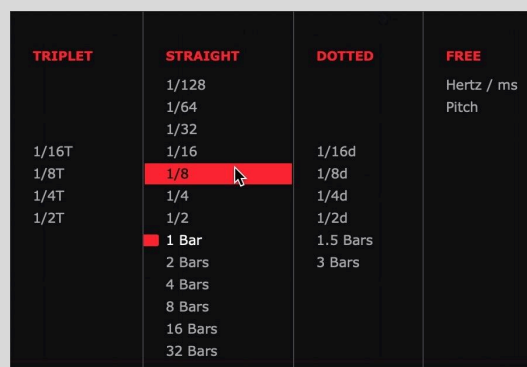 TRIPLET
1/16T
1/8T
1/4T
1/2T
STRAIGHT
1/128
1/64
1/32
1/16
1/8
1/4
1/2
1 Bar
2 Bars
4 Bars
8 Bars
16 Bars
32 Bars
DOTTED
1/16d
1/8d
1/4d
1/2d
1.5 Bars
3 Bars
FREE
Hertz / ms
Pitch